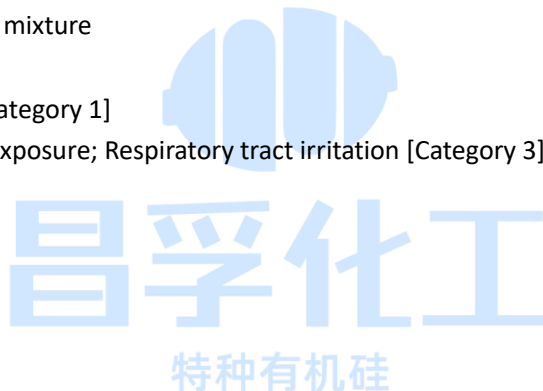 mixture
ategory 1]
xposure; Respiratory tract irritation [Category 3]
昌孚化工
特种有机硅